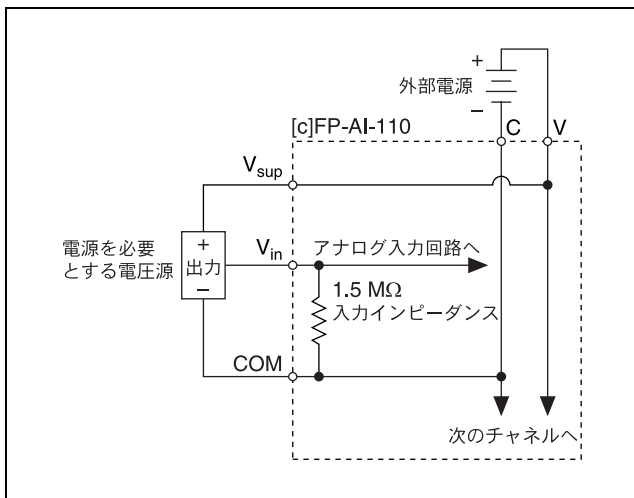 +
外部電源
−
[c]FP-AI-110
C
V
Vsup
電源を必要
とする電圧源
+
出力
−
Vin
アナログ入力回路へ
1.5 MΩ
入力インピーダンス
COM
次のチャネルへ